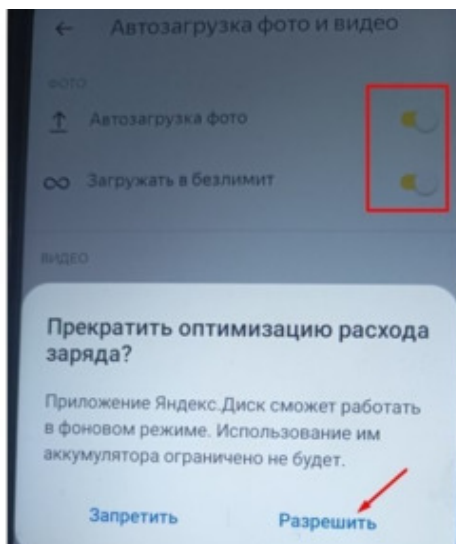 Автозагрузка фото и видео
ФОТО
Автозагрузка фото
Загружать в безлимит
ВИДЕО
Прекратить оптимизацию расхода
заряда?
Приложение Яндекс.Диск сможет работать
в фоновом режиме. Использование им
аккумулятора ограничено не будет.
Запретить
Разрешить